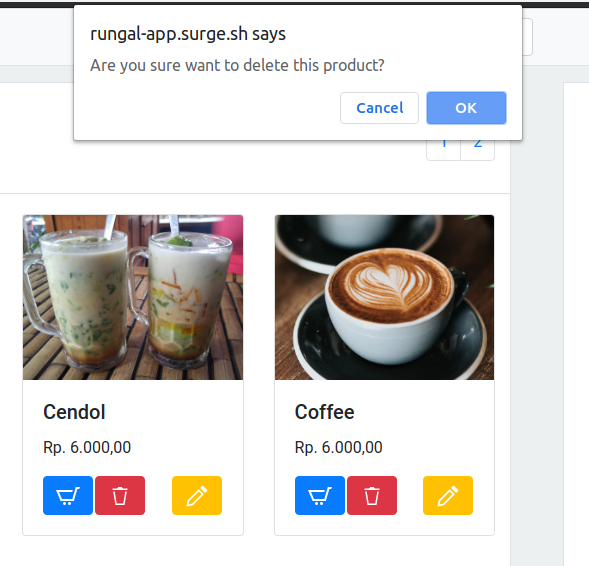 rungal-app.surge.sh says
Are you sure want to delete this product?
Cancel OK
1 2
Cendol Coffee
Rp. 6.000,00 Rp. 6.000,00